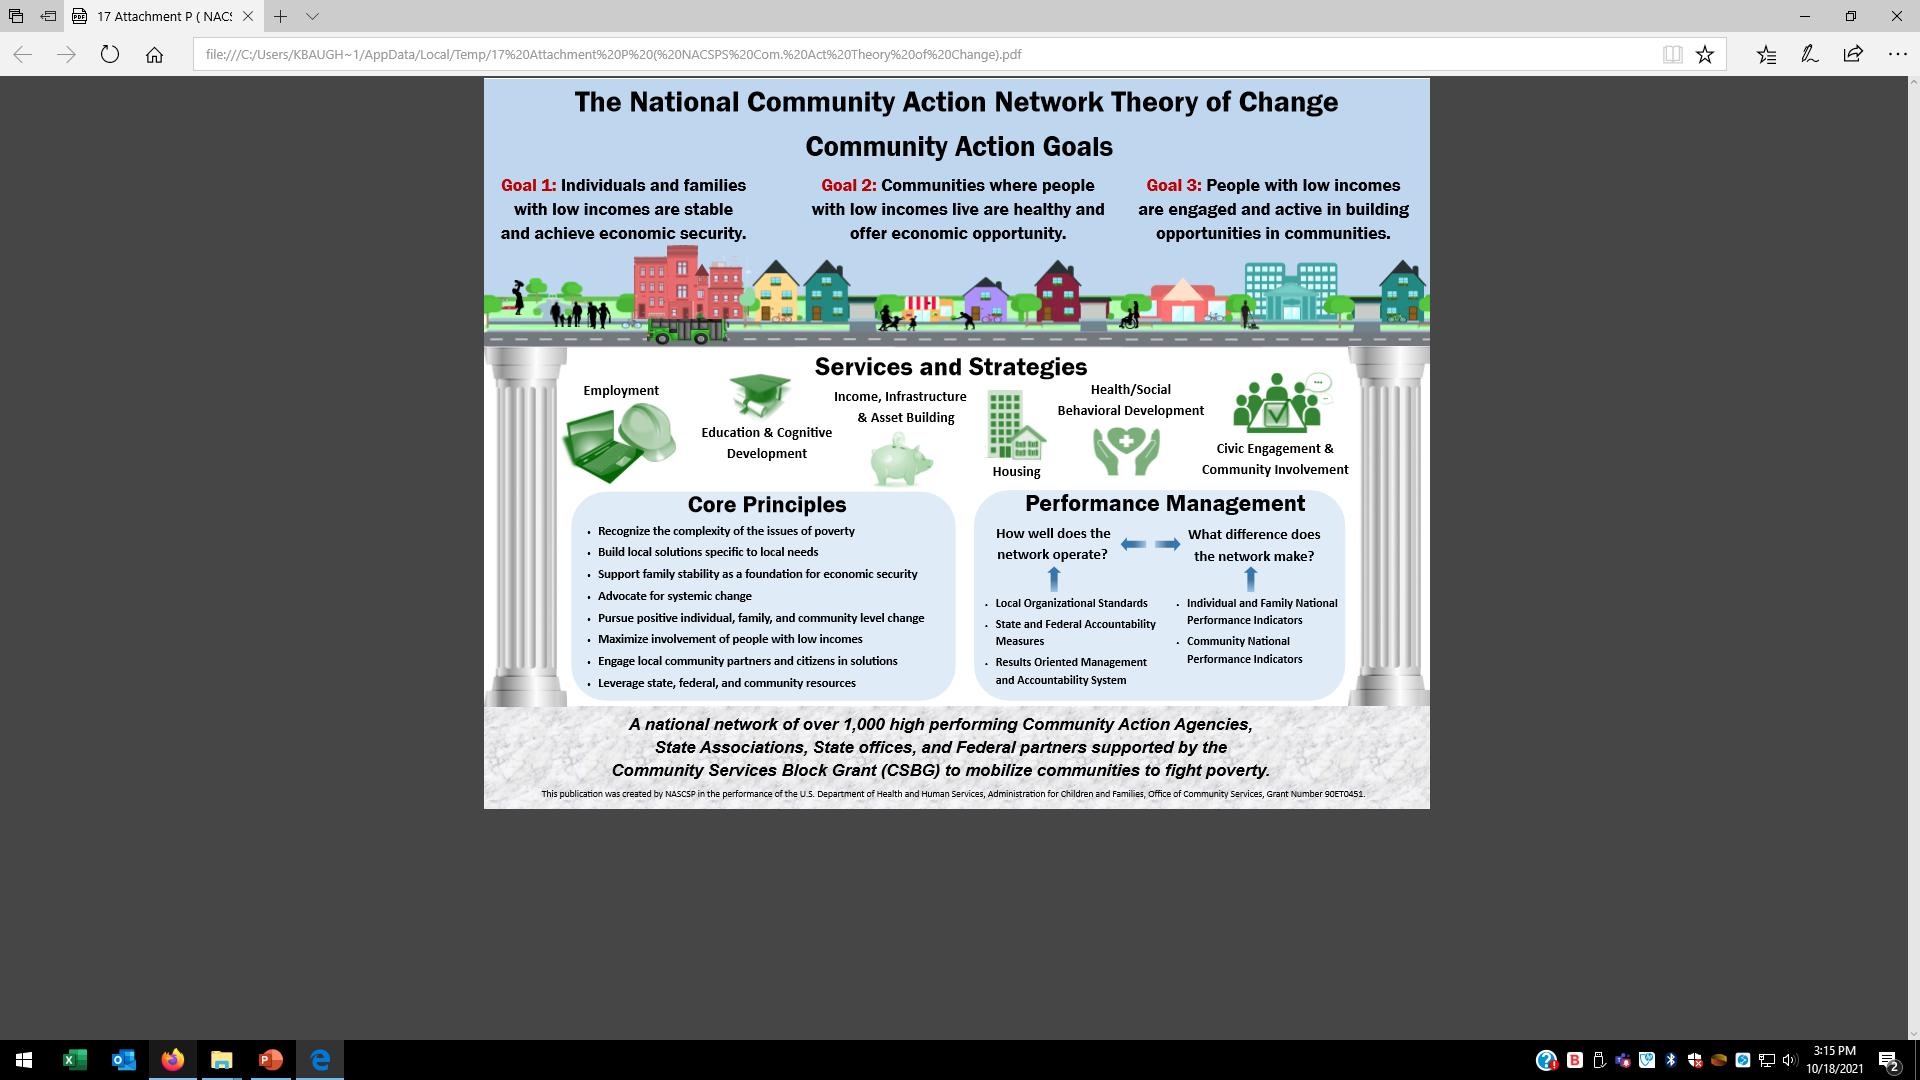 17 Attachment P ( NACS
file:///C:/Users/KBAUGH~1/AppData/Local/Temp/17%20Attachment%20P%20(%20NACSPS%20Com.%20Act%20Theory%20of%20Change).pdf
The National Community Action Network Theory of Change
Community Action Goals
Goal 1: Individuals and families
with low incomes are stable
and achieve economic security.
Goal 2: Communities where people
with low incomes live are healthy and
offer economic opportunity.
Goal 3: People with low incomes
are engaged and active in building
opportunities in communities.
Services and Strategies
Employment
Education & Cognitive
Development
Income, Infrastructure
& Asset Building
Housing
Health/Social
Behavioral Development
Civic Engagement &
Community Involvement
Core Principles
• Recognize the complexity of the issues of poverty
• Build local solutions specific to local needs
• Support family stability as a foundation for economic security
• Advocate for systemic change
• Pursue positive individual, family, and community level change
• Maximize involvement of people with low incomes
• Engage local community partners and citizens in solutions
• Leverage state, federal, and community resources
Performance Management
How well does the
network operate?
What difference does
the network make?
• Local Organizational Standards
• State and Federal Accountability
Measures
• Results Oriented Management
and Accountability System
• Individual and Family National
Performance Indicators
• Community National
Performance Indicators
A national network of over 1,000 high performing Community Action Agencies,
State Associations, State offices, and Federal partners supported by the
Community Services Block Grant (CSBG) to mobilize communities to fight poverty.
This publication was created by NASCSP in the performance of the U.S. Department of Health and Human Services, Administration for Children and Families, Office of Community Services, Grant Number 90ET0451.
3:15 PM
10/18/2021
2